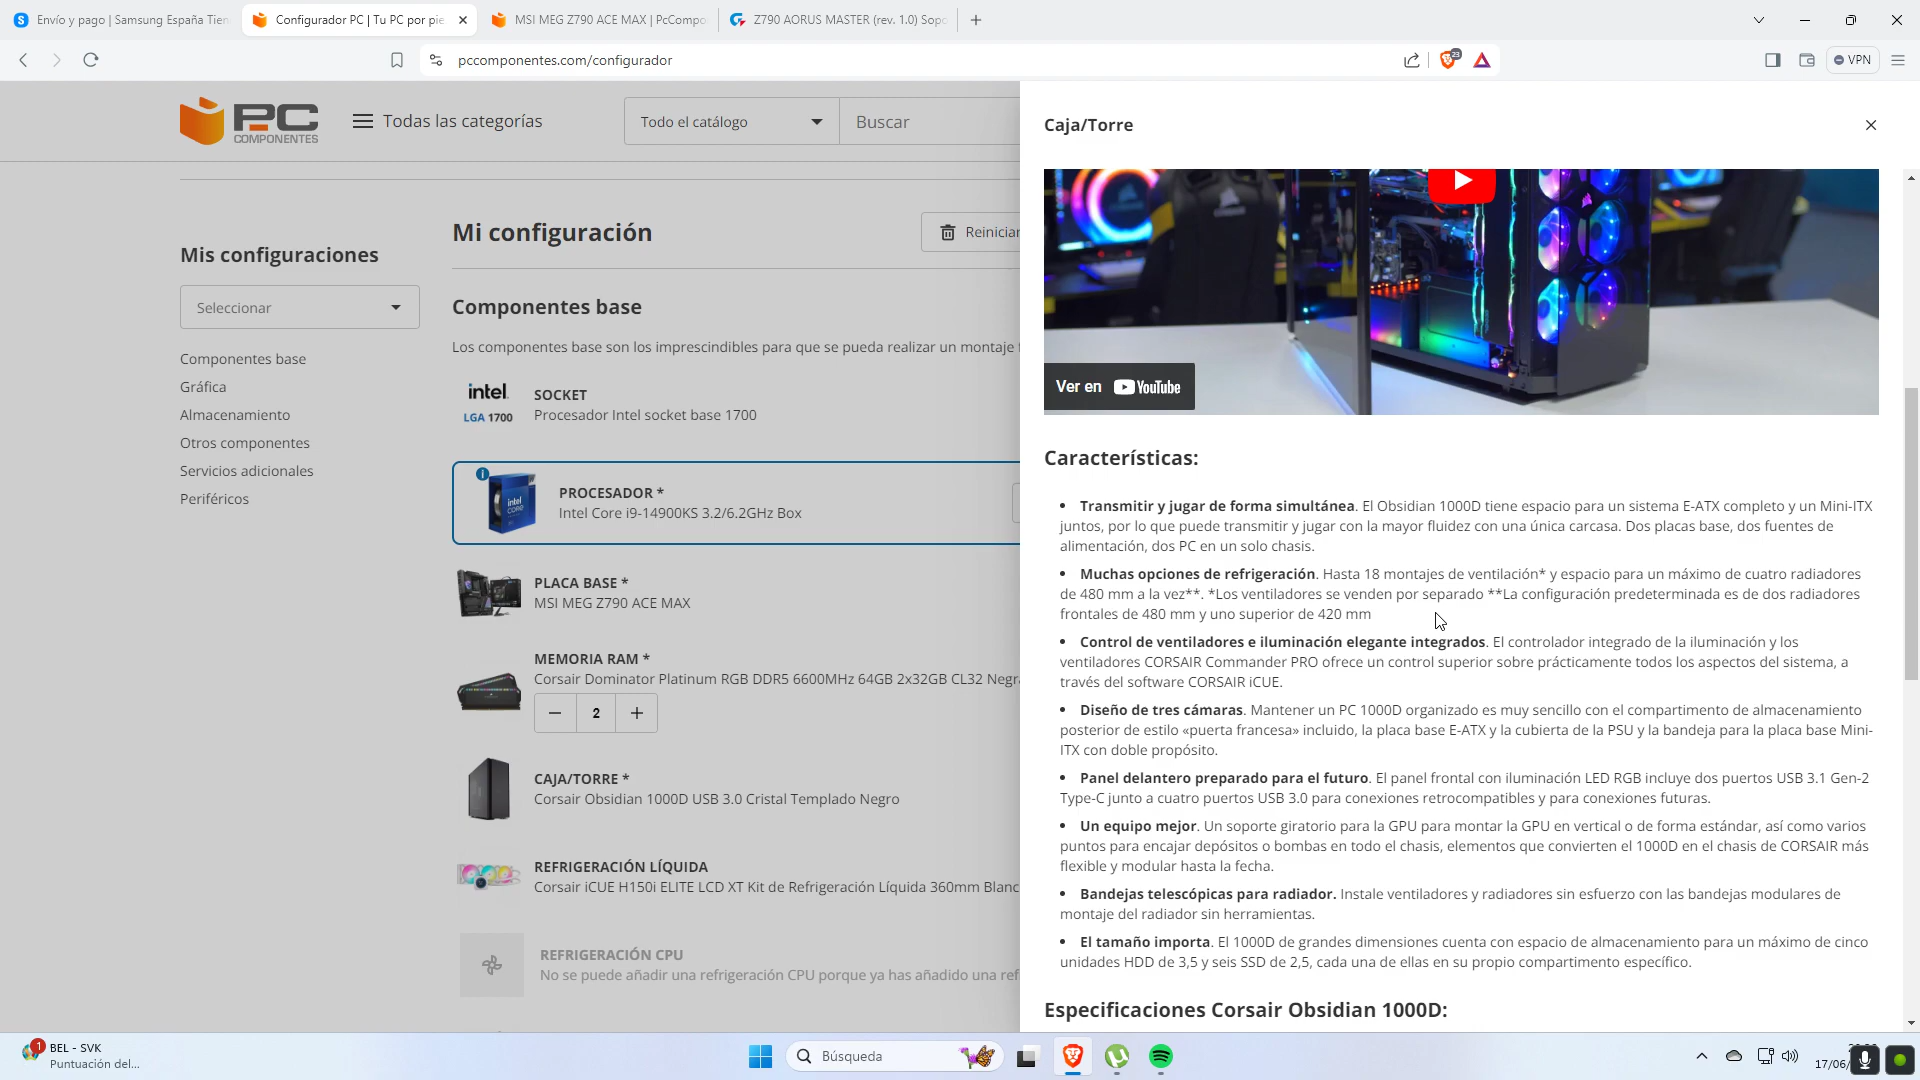 Envío y pago | Samsung España Tien
Configurador PC | Tu PC por pie
MSI MEG Z790 ACE MAX | PcCompo
Z790 AORUS MASTER (rev. 1.0) Sopo
pccomponentes.com/configurador
23
VPN
PC
COMPONENTES
Todas las categorías
Todo el catálogo
Buscar
Mis configuraciones
Seleccionar
Componentes base
Gráfica
Almacenamiento
Otros componentes
Servicios adicionales
Periféricos
Mi configuración
Reiniciar
Componentes base
Los componentes base son los imprescindibles para que se pueda realizar un montaje
intel.
LGA 1700
SOCKET
Procesador Intel socket base 1700
intel
CORE
i9
PROCESADOR *
Intel Core i9-14900KS 3.2/6.2GHz Box
PLACA BASE *
MSI MEG Z790 ACE MAX
MEMORIA RAM *
Corsair Dominator Platinum RGB DDR5 6600MHz 64GB 2x32GB CL32 Negra
2
CAJA/TORRE *
Corsair Obsidian 1000D USB 3.0 Cristal Templado Negro
REFRIGERACIÓN LÍQUIDA
Corsair iCUE H150i ELITE LCD XT Kit de Refrigeración Líquida 360mm Blanc
REFRIGERACIÓN CPU
No se puede añadir una refrigeración CPU porque ya has añadido una ref
Caja/Torre
Ver en YouTube
Características:
• Transmitir y jugar de forma simultánea. El Obsidian 1000D tiene espacio para un sistema E-ATX completo y un Mini-ITX
juntos, por lo que puede transmitir y jugar con la mayor fluidez con una única carcasa. Dos placas base, dos fuentes de
alimentación, dos PC en un solo chasis.
• Muchas opciones de refrigeración. Hasta 18 montajes de ventilación* y espacio para un máximo de cuatro radiadores
de 480 mm a la vez**. *Los ventiladores se venden por separado **La configuración predeterminada es de dos radiadores
frontales de 480 mm y uno superior de 420 mm
• Control de ventiladores e iluminación elegante integrados. El controlador integrado de la iluminación y los
ventiladores CORSAIR Commander PRO ofrece un control superior sobre prácticamente todos los aspectos del sistema, a
través del software CORSAIR iCUE.
• Diseño de tres cámaras. Mantener un PC 1000D organizado es muy sencillo con el compartimento de almacenamiento
posterior de estilo «puerta francesa» incluido, la placa base E-ATX y la cubierta de la PSU y la bandeja para la placa base Mini-
ITX con doble propósito.
• Panel delantero preparado para el futuro. El panel frontal con iluminación LED RGB incluye dos puertos USB 3.1 Gen-2
Type-C junto a cuatro puertos USB 3.0 para conexiones retrocompatibles y para conexiones futuras.
• Un equipo mejor. Un soporte giratorio para la GPU para montar la GPU en vertical o de forma estándar, así como varios
puntos para encajar depósitos o bombas en todo el chasis, elementos que convierten el 1000D en el chasis de CORSAIR más
flexible y modular hasta la fecha.
• Bandejas telescópicas para radiador. Instale ventiladores y radiadores sin esfuerzo con las bandejas modulares de
montaje del radiador sin herramientas.
• El tamaño importa. El 1000D de grandes dimensiones cuenta con espacio de almacenamiento para un máximo de cinco
unidades HDD de 3,5 y seis SSD de 2,5, cada una de ellas en su propio compartimento específico.
Especificaciones Corsair Obsidian 1000D:
1
BEL - SVK
Puntuación del...
Búsqueda
17/06/